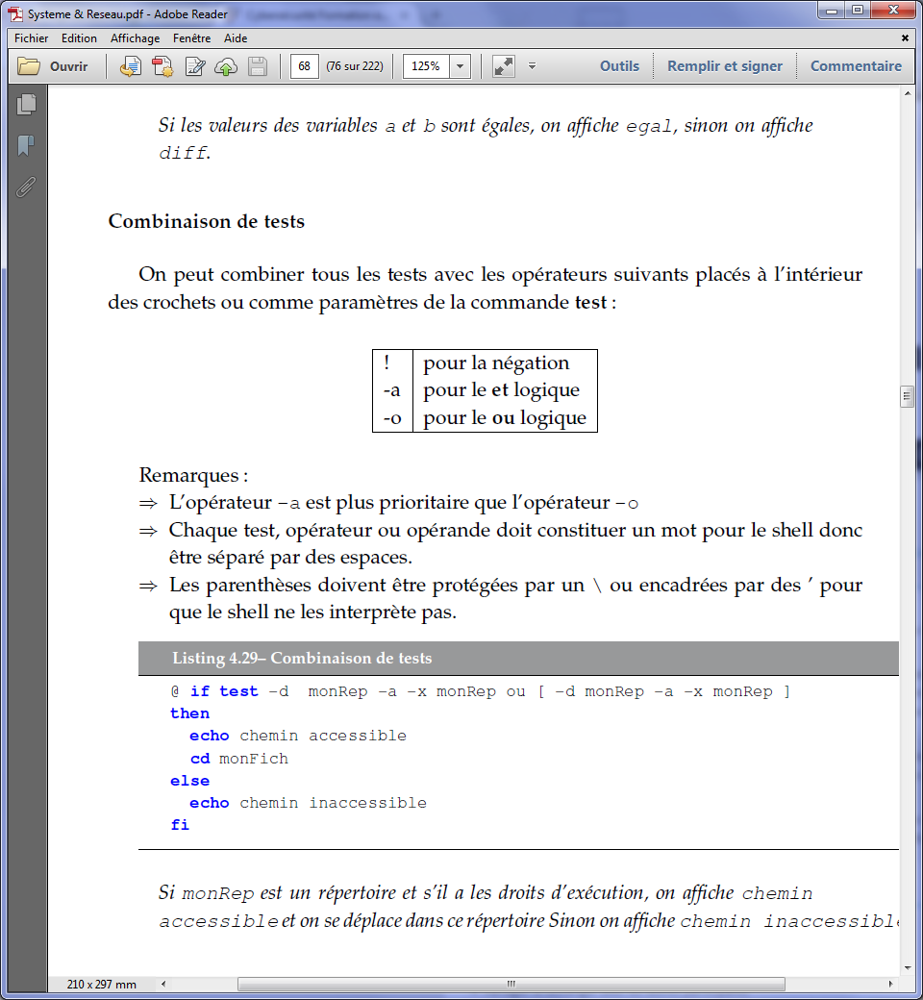 Systeme & Reseau.pdf - Adobe Reader
Fichier Edition Affichage Fenêtre Aide
Ouvrir 68 (76 sur 222) 125% Outils Remplir et signer Commentaire
Si les valeurs des variables a et b sont égales, on affiche egal, sinon on affiche
diff.
Combinaison de tests
On peut combiner tous les tests avec les opérateurs suivants placés à l'intérieur
des crochets ou comme paramètres de la commande test :
! pour la négation
-a pour le et logique
-o pour le ou logique
Remarques :
⇒ L'opérateur -a est plus prioritaire que l'opérateur -o
⇒ Chaque test, opérateur ou opérande doit constituer un mot pour le shell donc
être séparé par des espaces.
⇒ Les parenthèses doivent être protégées par un \ ou encadrées par des ' pour
que le shell ne les interprète pas.
Listing 4.29– Combinaison de tests
@ if test -d  monRep -a -x monRep ou [ -d monRep -a -x monRep ]
then
echo chemin accessible
cd monFich
else
echo chemin inaccessible
fi
Si monRep est un répertoire et s'il a les droits d'exécution, on affiche chemin
accessible et on se déplace dans ce répertoire Sinon on affiche chemin inaccessible
210 x 297 mm